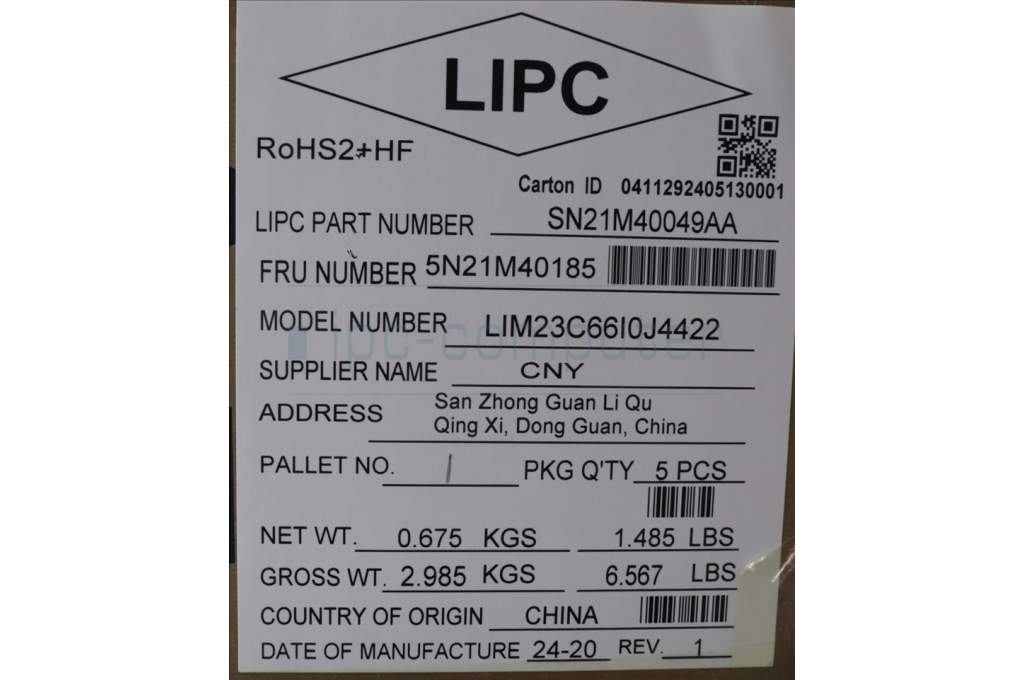 LIPC
RoHS2+HF
Carton ID 0411292405130001
LIPC PART NUMBER SN21M40049AA
FRU NUMBER 5N21M40185
MODEL NUMBER LIM23C66I0J4422
ipc-computer
SUPPLIER NAME CNY
ADDRESS San Zhong Guan Li Qu
Qing Xi, Dong Guan, China
PALLET NO. 1 PKG Q'TY 5 PCS
NET WT. 0.675 KGS 1.485 LBS
GROSS WT. 2.985 KGS 6.567 LBS
COUNTRY OF ORIGIN CHINA
DATE OF MANUFACTURE 24-20 REV. 1